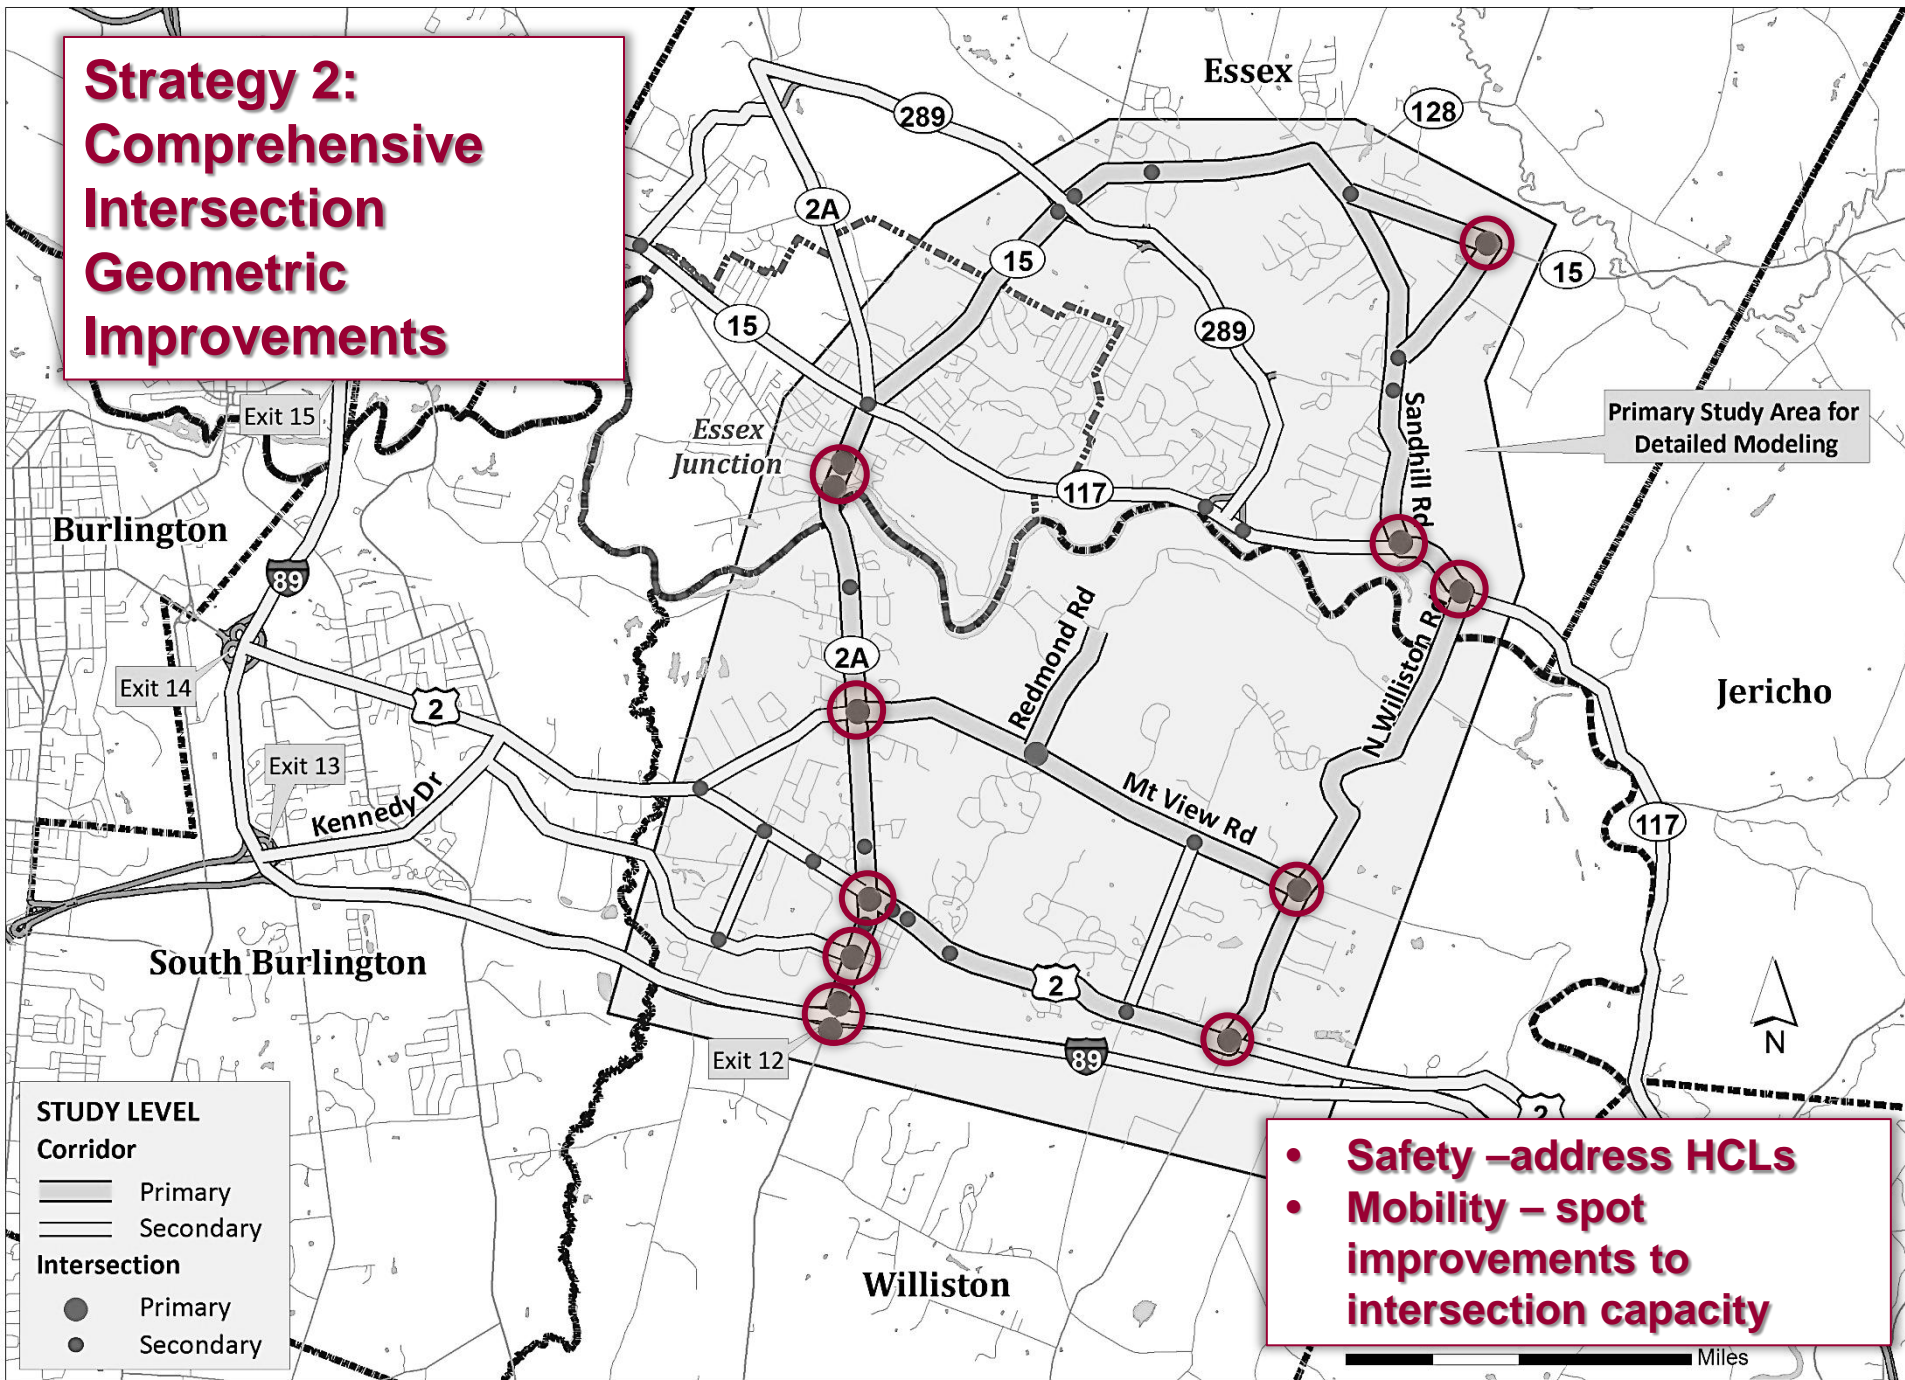 Strategy 2:
Comprehensive
Intersection
Geometric
Improvements
Essex
128
289
2A
15
15
15
289
Exit 15
Essex
Junction
Sandhill Rd
Primary Study Area for
Detailed Modeling
117
Burlington
89
Redmond Rd
2A
N Williston Rd
Exit 14
2
Jericho
Exit 13
Kennedy Dr
Mt View Rd
117
South Burlington
2
N
Exit 12
89
2
STUDY LEVEL
Corridor
Primary
Secondary
Intersection
Primary
Secondary
Williston
• Safety –address HCLs
• Mobility – spot
improvements to
intersection capacity
Miles